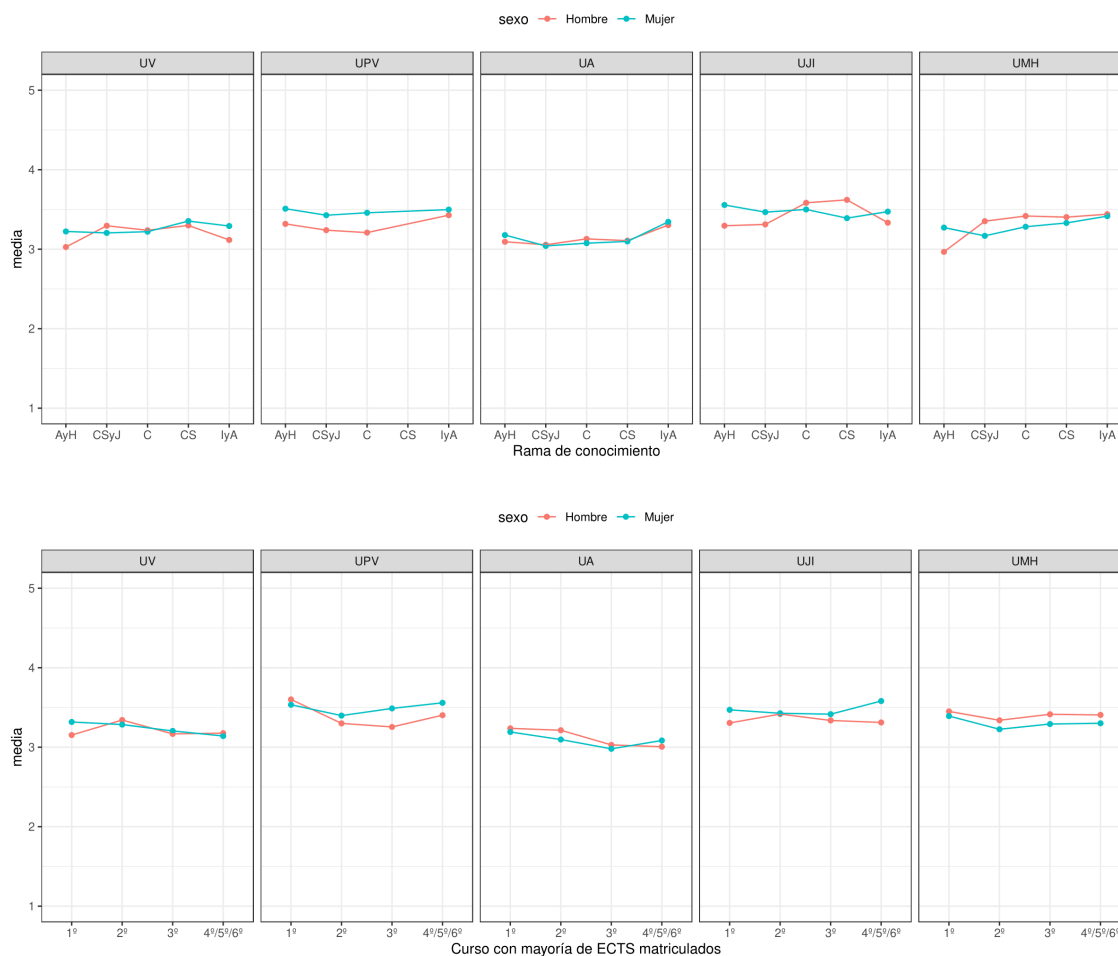 sexo Hombre Mujer
UV UPV UA UJI UMH
5
4
3
2
1
media
AyH CSyJ C CS IyA AyH CSyJ C CS IyA AyH CSyJ C CS IyA AyH CSyJ C CS IyA AyH CSyJ C CS IyA
Rama de conocimiento
sexo Hombre Mujer
UV UPV UA UJI UMH
5
4
3
2
1
media
1º 2º 3º 4º/5º/6º 1º 2º 3º 4º/5º/6º 1º 2º 3º 4º/5º/6º 1º 2º 3º 4º/5º/6º 1º 2º 3º 4º/5º/6º
Curso con mayoría de ECTS matriculados